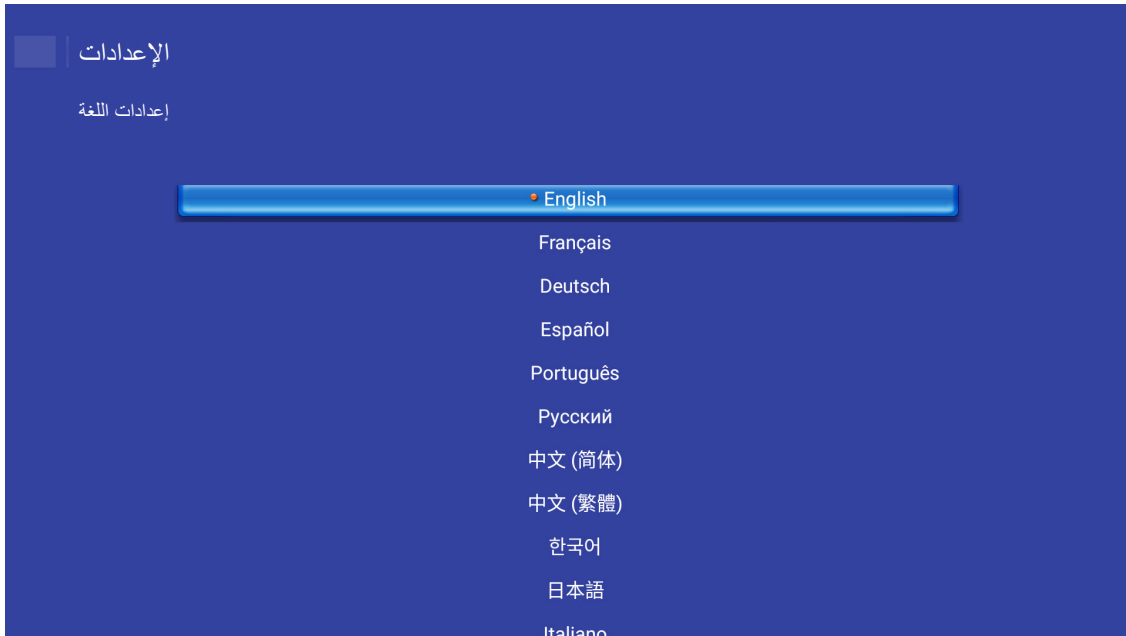 الإعدادات
إعدادات اللغة
English
Français
Deutsch
Español
Português
Русский
中文 (简体)
中文 (繁體)
한국어
日本語
Italiano